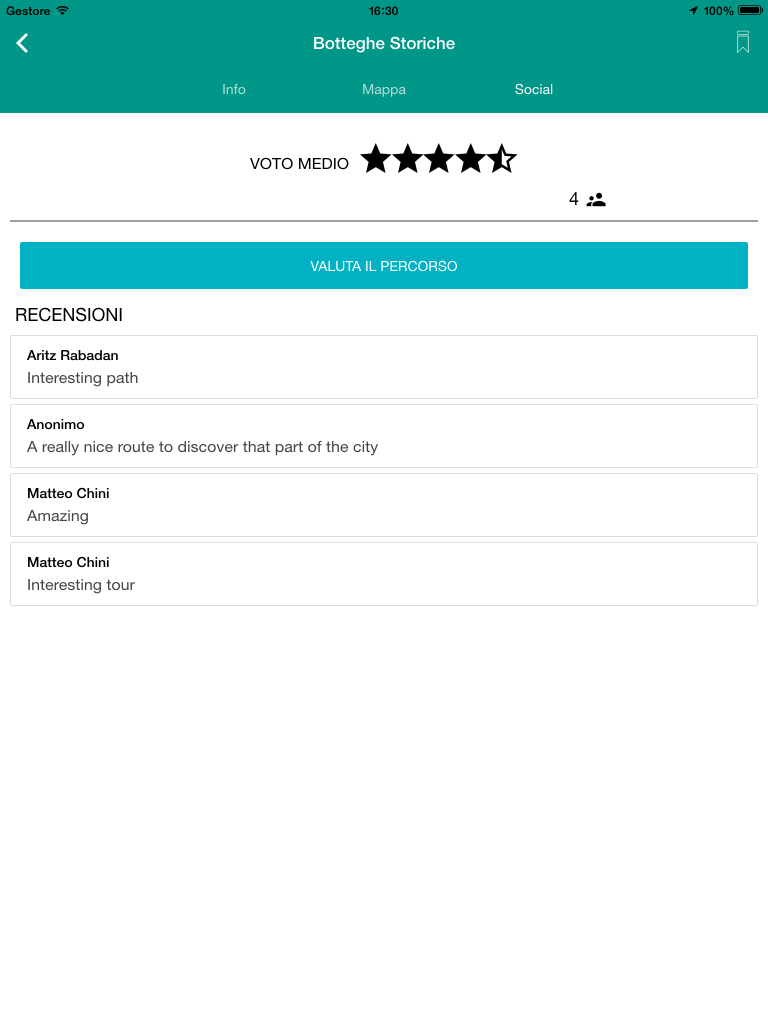 Gestore 16:30 100%
Botteghe Storiche
Info Mappa Social
VOTO MEDIO
4
VALUTA IL PERCORSO
RECENSIONI
Aritz Rabadan
Interesting path
Anonimo
A really nice route to discover that part of the city
Matteo Chini
Amazing
Matteo Chini
Interesting tour